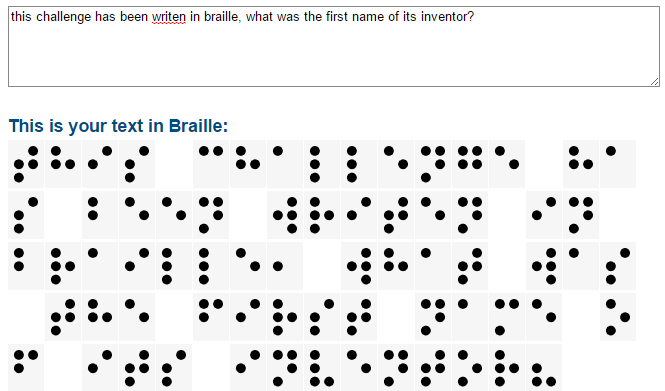 this challenge has been writen in braille, what was the first name of its inventor?
This is your text in Braille:
⠞⠓⠊⠎ ⠉⠓⠁⠇⠇⠑⠝⠛⠑ ⠓⠁
⠎ ⠃⠑⠑⠝ ⠺⠗⠊⠞⠑⠝ ⠊⠝
⠃⠗⠁⠊⠇⠇⠑⠂ ⠺⠓⠁⠞ ⠺⠁⠎
⠞⠓⠑ ⠋⠊⠗⠎⠞ ⠝⠁⠍⠑ ⠕
⠋ ⠊⠞⠎ ⠊⠝⠧⠑⠝⠞⠕⠗⠦